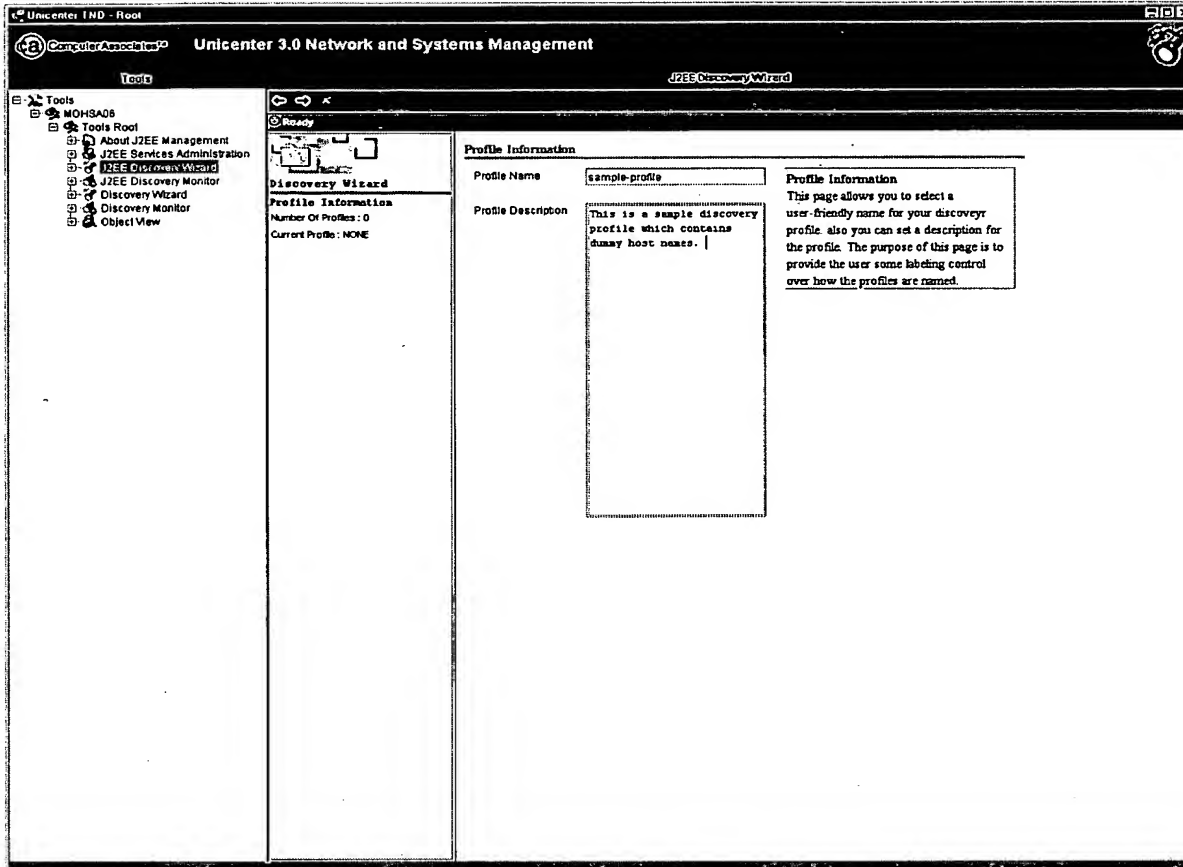 Unicenter TND - Root
ca Computer Associates
Unicenter 3.0 Network and Systems Management
Tools
J2EE Discovery Wizard
Tools
MOHSA06
Tools Root
About J2EE Management
J2EE Services Administration
J2EE Discovery Wizard
J2EE Discovery Monitor
Discovery Wizard
Discovery Monitor
Object View
Ready
Discovery Wizard
Profile Information
Number Of Profiles : 0
Current Profile : NONE
Profile Information
Profile Name
sample-profile
Profile Description
This is a sample discovery
profile which contains
dummy host names.
Profile Information
This page allows you to select a
user-friendly name for your discoveyr
profile. also you can set a description for
the profile. The purpose of this page is to
provide the user some labeling control
over how the profiles are named.